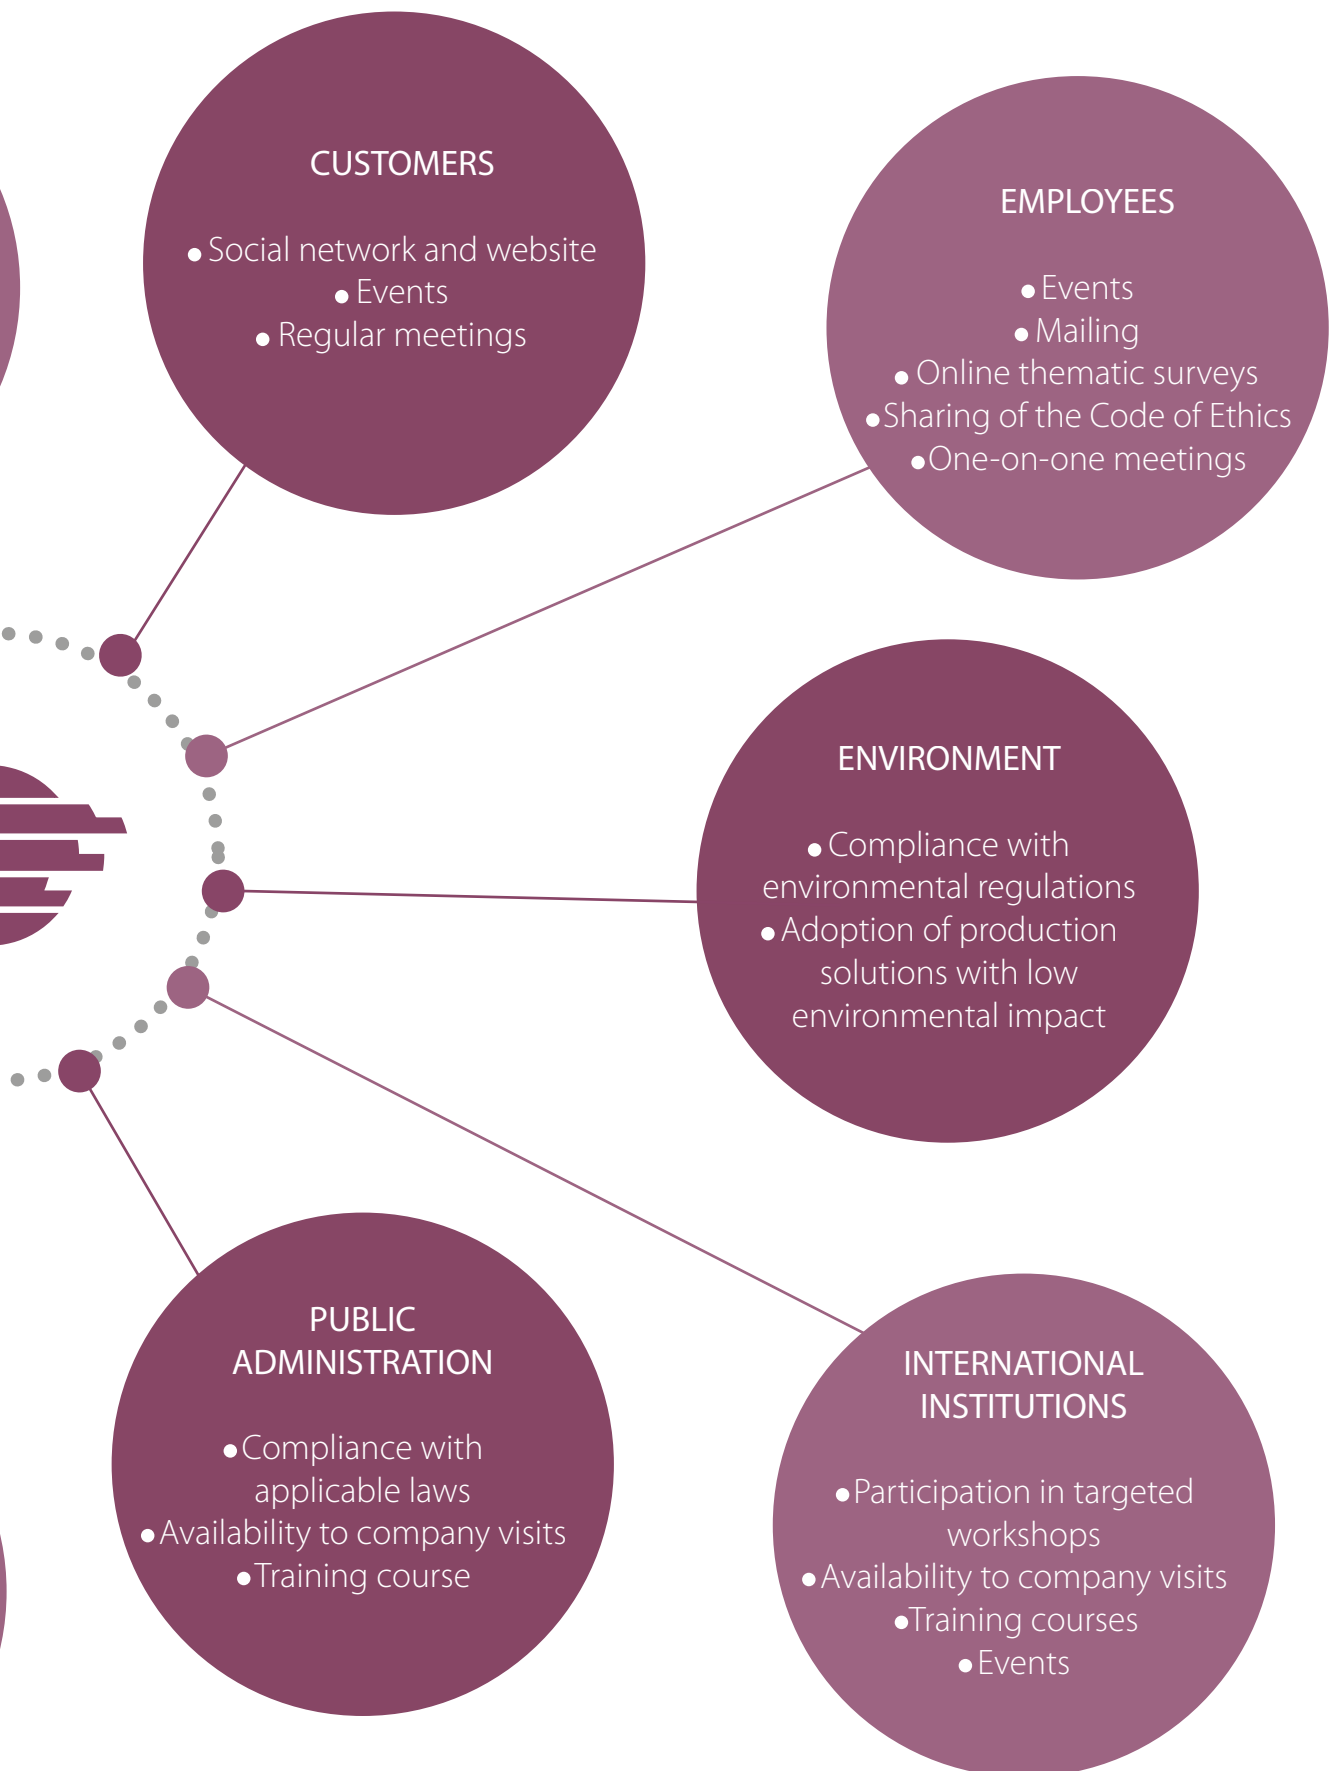 CUSTOMERS
● Social network and website
● Events
● Regular meetings
EMPLOYEES
● Events
● Mailing
● Online thematic surveys
● Sharing of the Code of Ethics
● One-on-one meetings
ENVIRONMENT
● Compliance with
environmental regulations
● Adoption of production
solutions with low
environmental impact
PUBLIC
ADMINISTRATION
● Compliance with
applicable laws
● Availability to company visits
● Training course
INTERNATIONAL
INSTITUTIONS
● Participation in targeted
workshops
● Availability to company visits
● Training courses
● Events